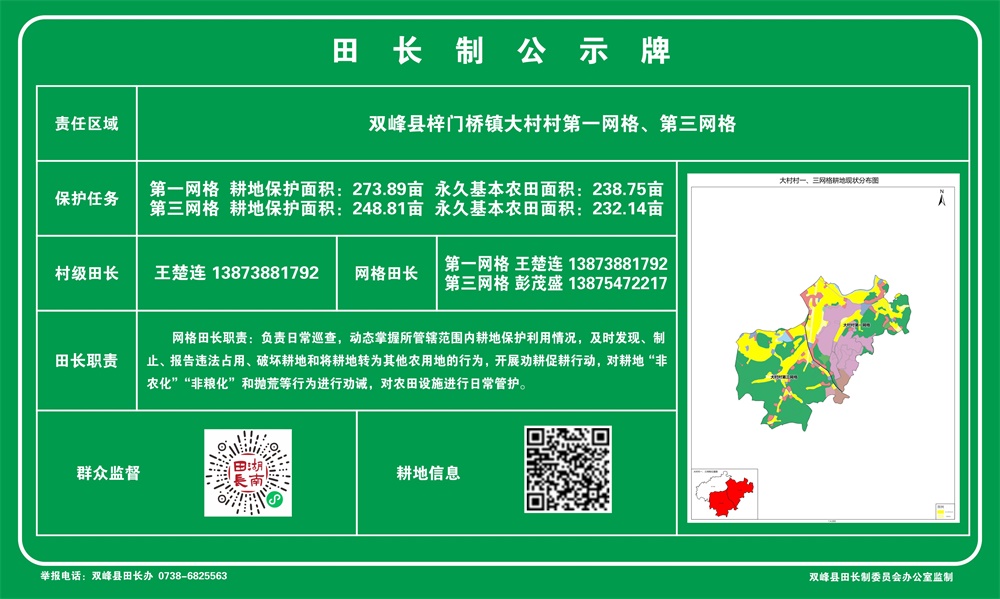 田长制公示牌
责任区域
双峰县梓门桥镇大村村第一网格、第三网格
保护任务
第一网格 耕地保护面积：273.89亩 永久基本农田面积：238.75亩
第三网格 耕地保护面积：248.81亩 永久基本农田面积：232.14亩
村级田长
王楚连 13873881792
网格田长
第一网格 王楚连 13873881792
第三网格 彭茂盛 13875472217
田长职责
网格田长职责：负责日常巡查，动态掌握所管辖范围内耕地保护利用情况，及时发现、制
止、报告违法占用、破坏耕地和将耕地转为其他农用地的行为，开展劝耕促耕行动，对耕地“非
农化”“非粮化”和抛荒等行为进行劝诫，对农田设施进行日常管护。
大村村一、三网格耕地现状分布图
N
大村村第一网格
大村村第三网格
群众监督
湖南田長
耕地信息
举报电话：双峰县田长办 0738-6825563
双峰县田长制委员会办公室监制